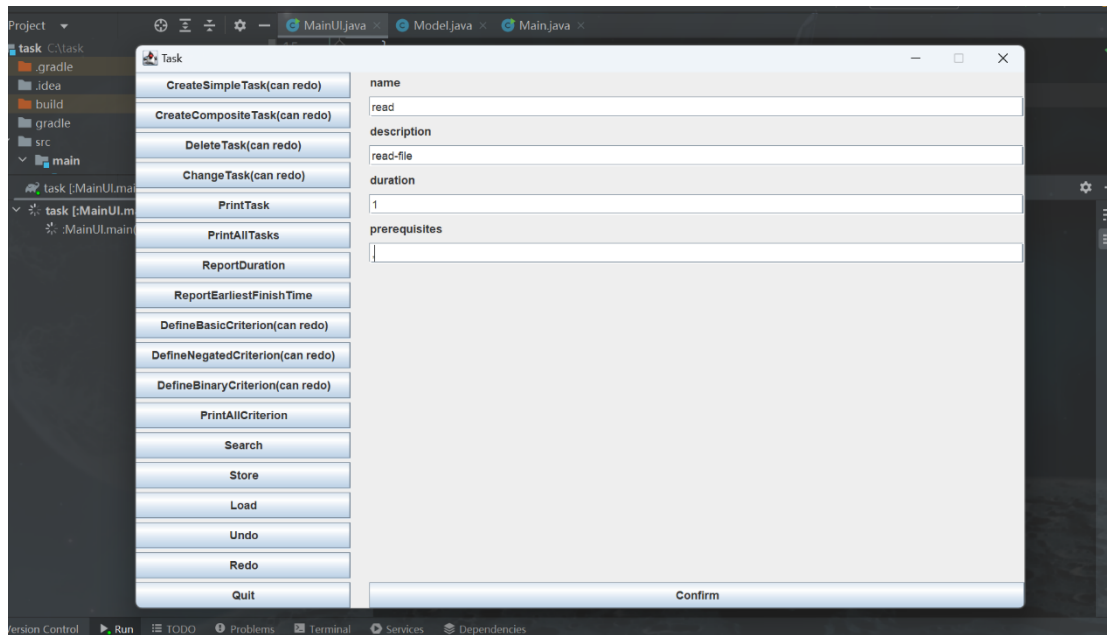 Project
MainUI.java
Model.java
Main.java
task C:\task
.gradle
.idea
build
gradle
src
main
task [:MainUI.mai
task [:MainUI.m
:MainUI.main(
Task
CreateSimpleTask(can redo)
CreateCompositeTask(can redo)
DeleteTask(can redo)
ChangeTask(can redo)
PrintTask
PrintAllTasks
ReportDuration
ReportEarliestFinishTime
DefineBasicCriterion(can redo)
DefineNegatedCriterion(can redo)
DefineBinaryCriterion(can redo)
PrintAllCriterion
Search
Store
Load
Undo
Redo
Quit
name
read
description
read-file
duration
1
prerequisites
,
Confirm
Version Control
Run
TODO
Problems
Terminal
Services
Dependencies